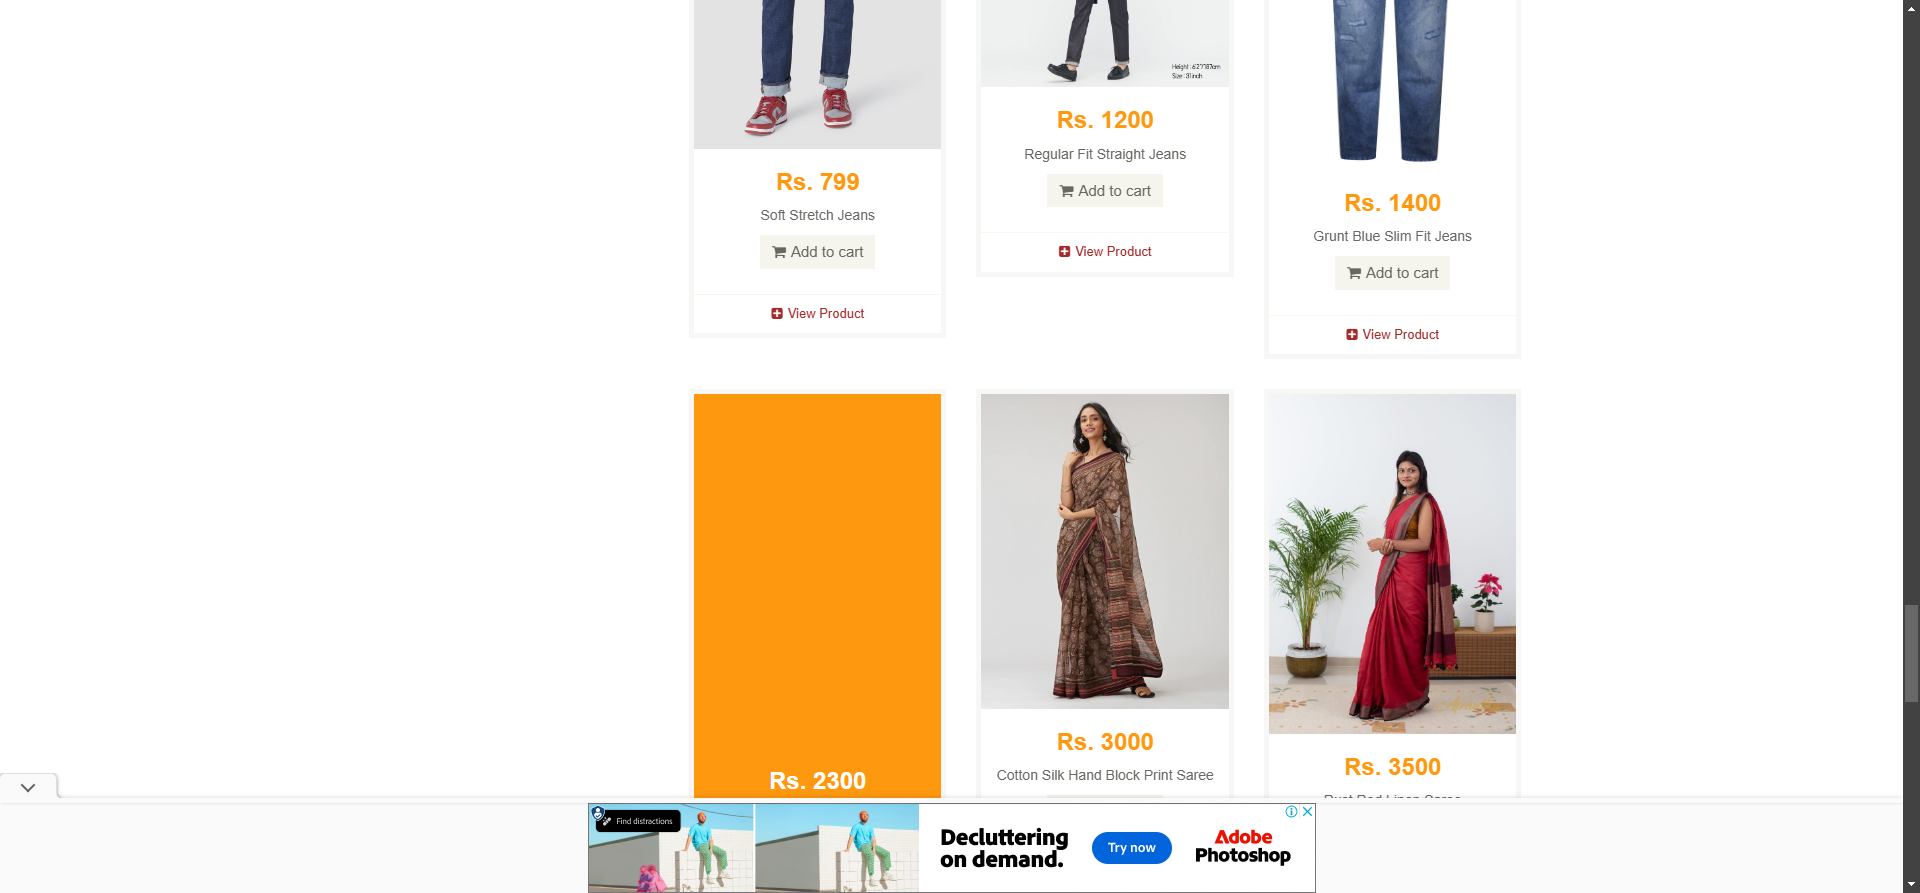 Height : 6'2"/187cm
Size : 31inch
Rs. 799
Soft Stretch Jeans
Add to cart
View Product
Rs. 1200
Regular Fit Straight Jeans
Add to cart
View Product
Rs. 1400
Grunt Blue Slim Fit Jeans
Add to cart
View Product
Rs. 2300
Rs. 3000
Cotton Silk Hand Block Print Saree
Rs. 3500
Find distractions
Decluttering
on demand.
Try now
Adobe
Photoshop